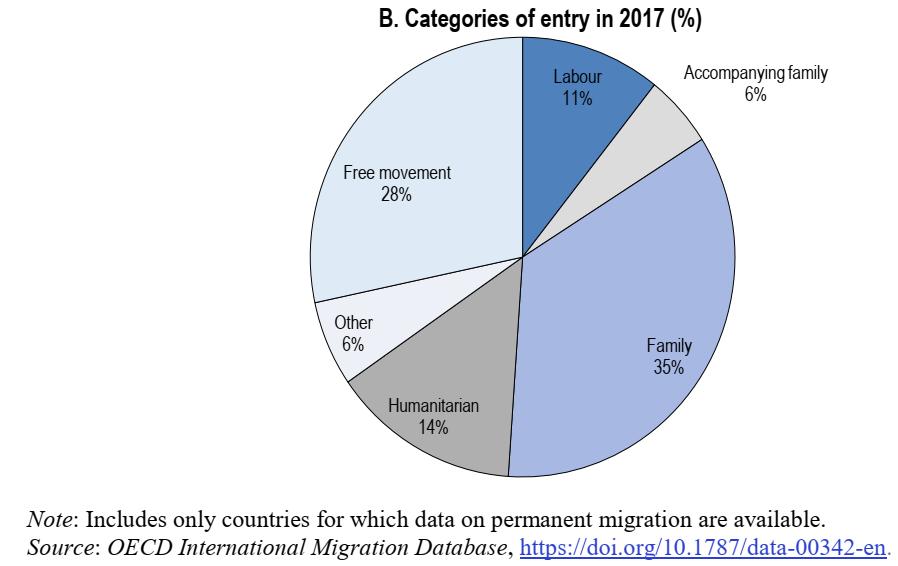 B. Categories of entry in 2017 (%)
Labour
11%
Accompanying family
6%
Free movement
28%
Other
6%
Family
35%
Humanitarian
14%
Note: Includes only countries for which data on permanent migration are available.
Source: OECD International Migration Database, https://doi.org/10.1787/data-00342-en.